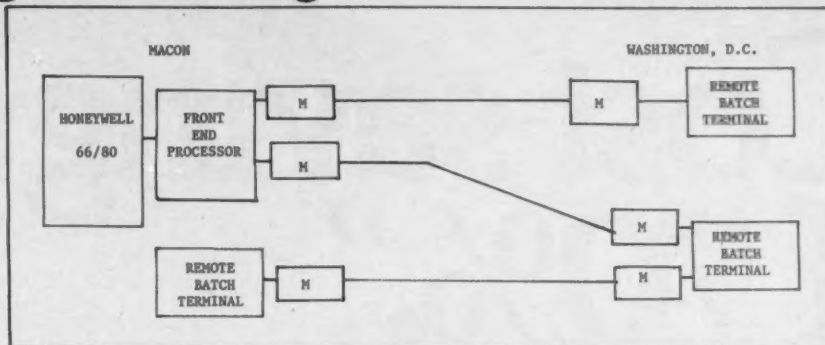 MACON
WASHINGTON, D.C.
HONEYWELL
66/80
FRONT
END
PROCESSOR
M
M
M
REMOTE
BATCH
TERMINAL
M
REMOTE
BATCH
TERMINAL
REMOTE
BATCH
TERMINAL
M
M